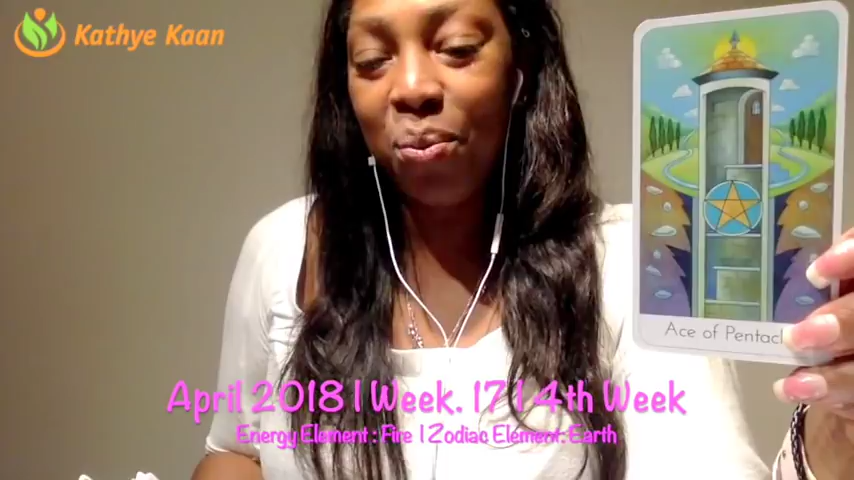 Kathye Kaan
Ace of Pentacl
April 2018 | Week. 17 | 4th Week
Energy Element : Fire | Zodiac Element: Earth